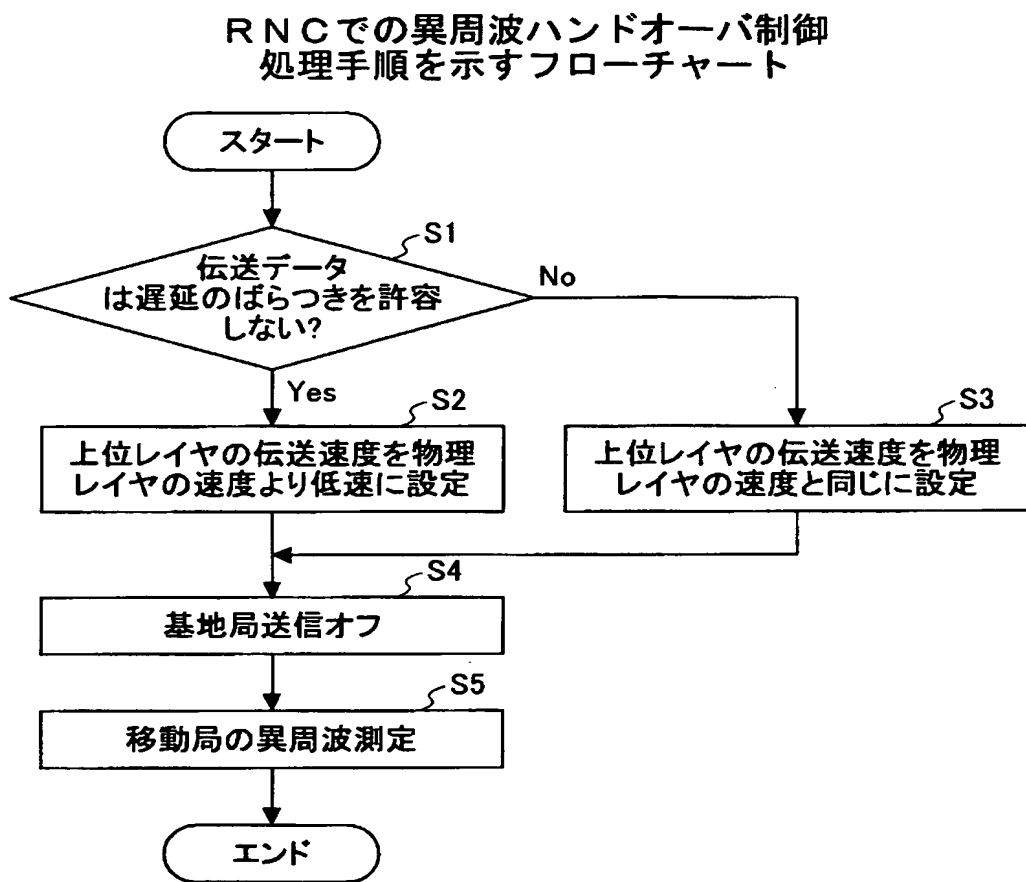 RNCでの異周波ハンドオーバ制御
処理手順を示すフローチャート
スタート
S1
伝送データ
は遅延のばらつきを許容
しない?
No
Yes
S2
上位レイヤの伝送速度を物理
レイヤの速度より低速に設定
S3
上位レイヤの伝送速度を物理
レイヤの速度と同じに設定
S4
基地局送信オフ
S5
移動局の異周波測定
エンド